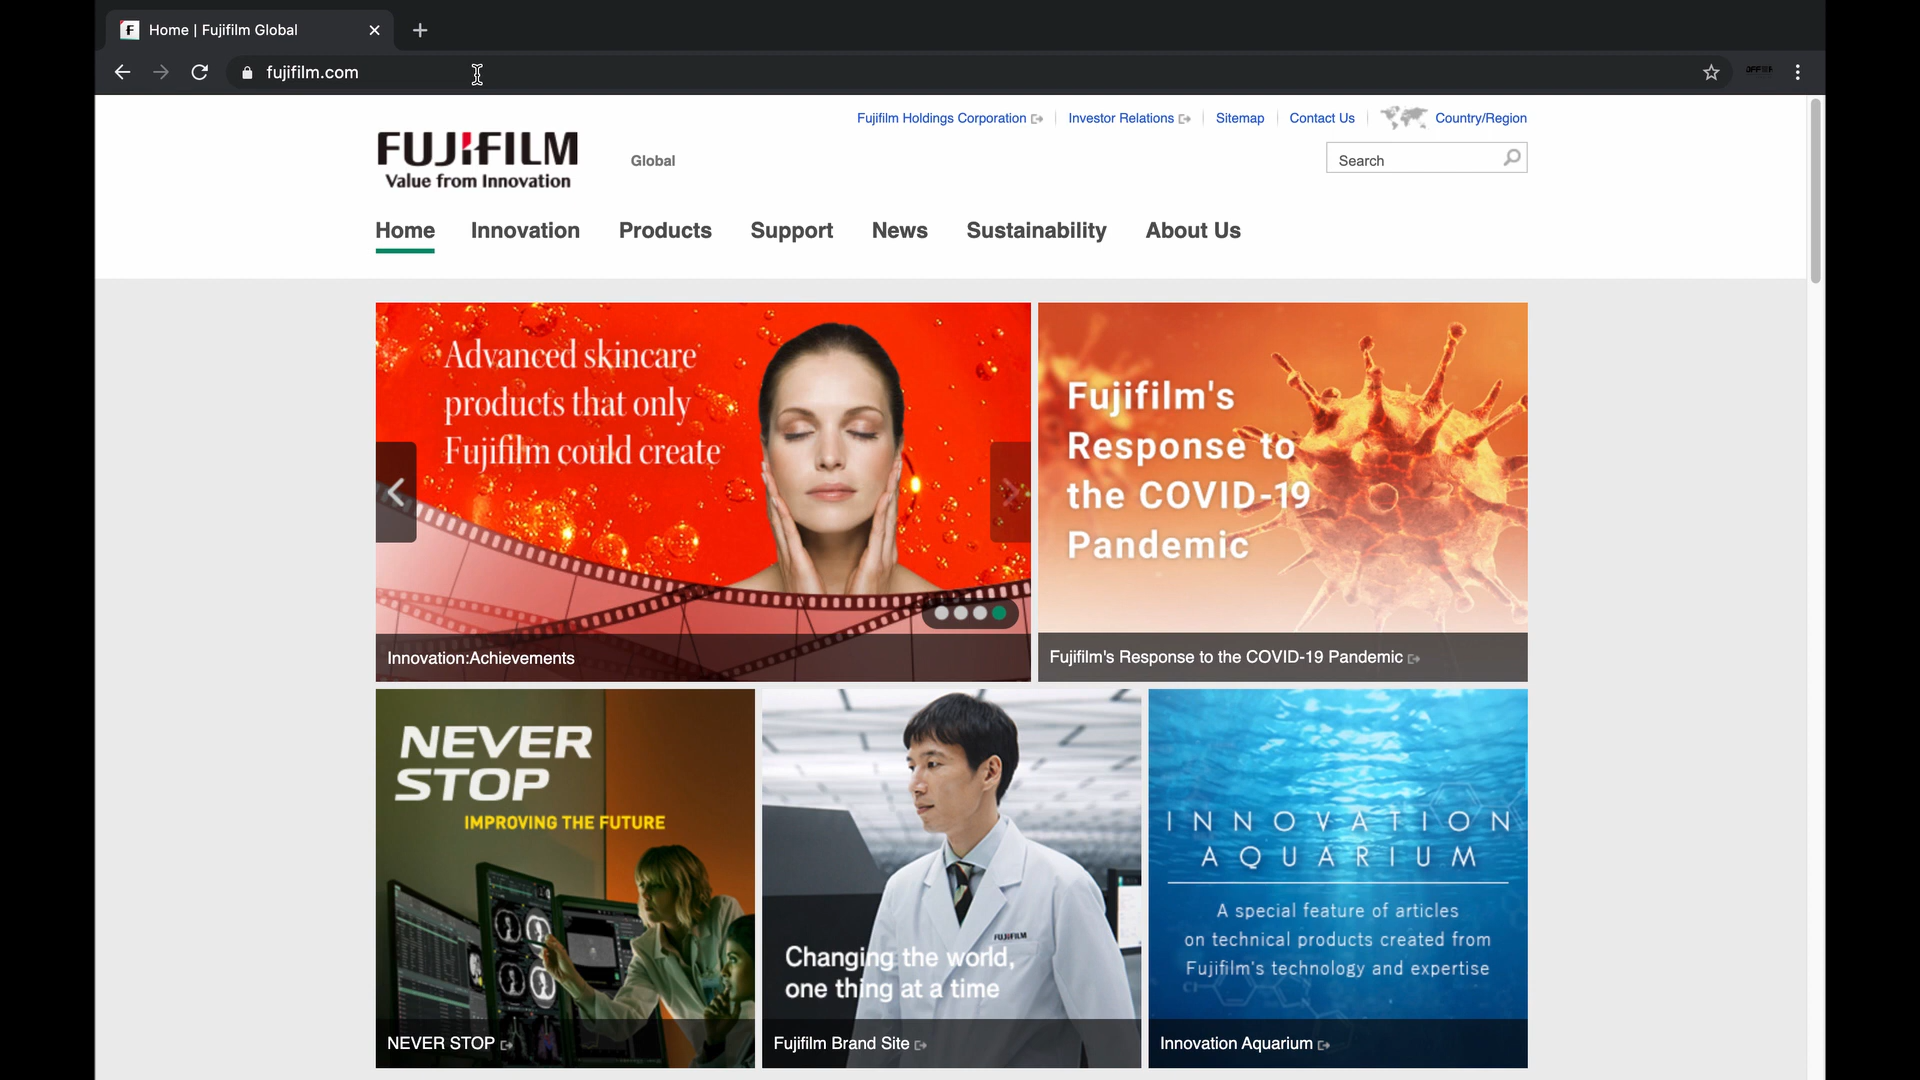 Home | Fujifilm Global
fujifilm.com
Fujifilm Holdings Corporation
Investor Relations
Sitemap
Contact Us
Country/Region
FUJIFILM
Value from Innovation
Global
Search
Home
Innovation
Products
Support
News
Sustainability
About Us
Advanced skincare
products that only
Fujifilm could create
Innovation:Achievements
Fujifilm's
Response to
the COVID-19
Pandemic
Fujifilm's Response to the COVID-19 Pandemic
NEVER
STOP
IMPROVING THE FUTURE
NEVER STOP
FUJIFILM
Changing the world,
one thing at a time
Fujifilm Brand Site
INNOVATION
AQUARIUM
A special feature of articles
on technical products created from
Fujifilm's technology and expertise
Innovation Aquarium